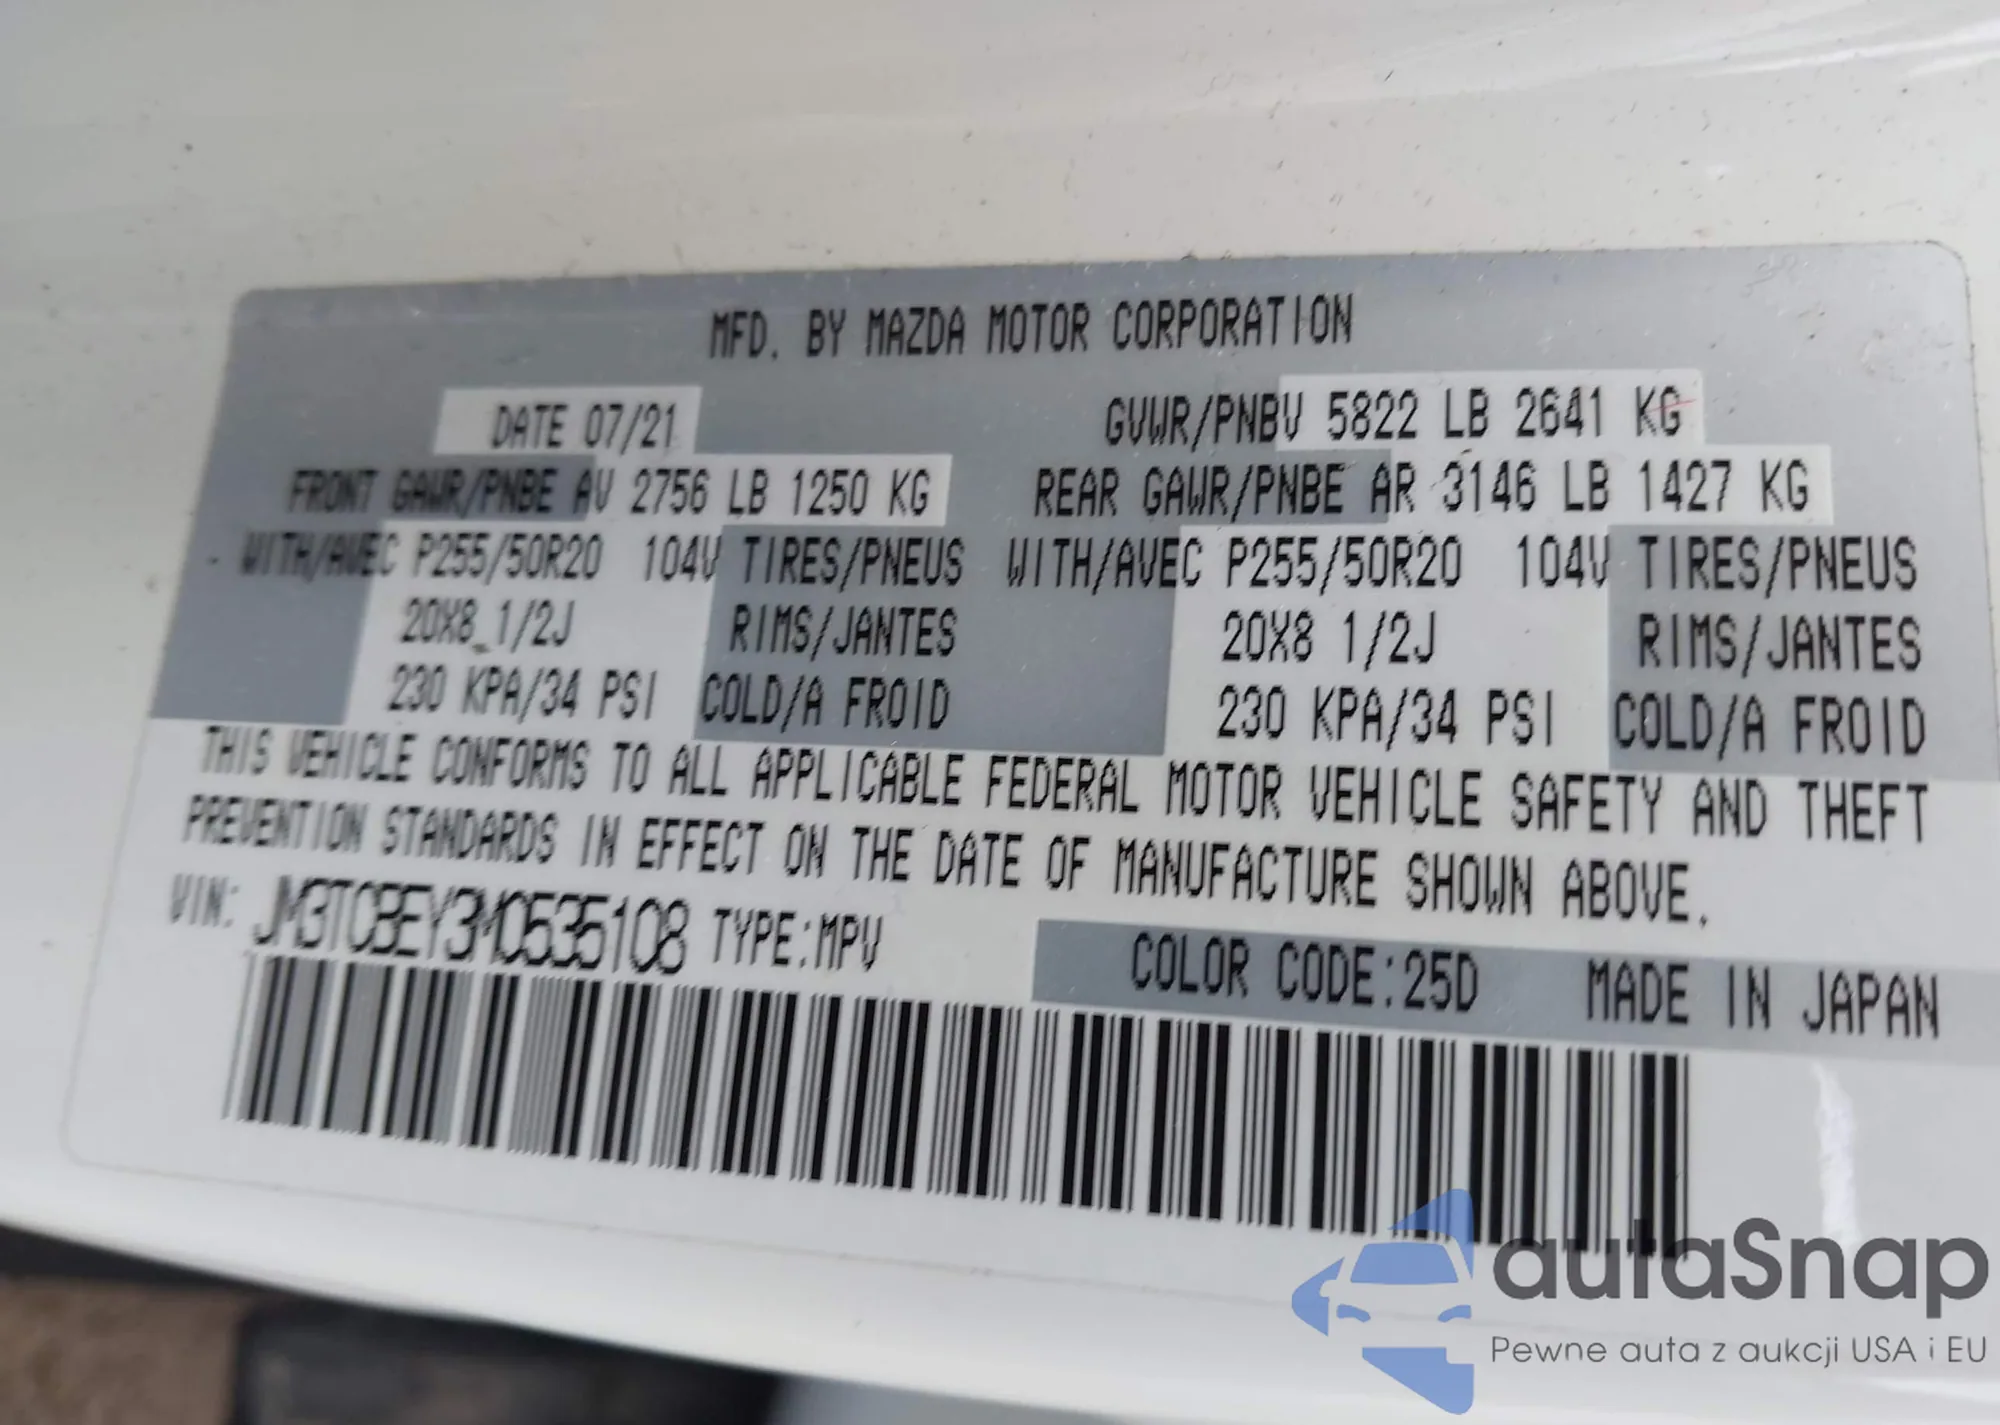 MFD. BY MAZDA MOTOR CORPORATION
DATE 07/21 GVWR/PNBV 5822 LB 2641 KG
FRONT GAWR/PNBE AV 2756 LB 1250 KG REAR GAWR/PNBE AR 3146 LB 1427 KG
WITH/AVEC P255/50R20 104V TIRES/PNEUS WITH/AVEC P255/50R20 104V TIRES/PNEUS
20X8 1/2J RIMS/JANTES 20X8 1/2J RIMS/JANTES
230 KPA/34 PSI COLD/A FROID 230 KPA/34 PSI COLD/A FROID
THIS VEHICLE CONFORMS TO ALL APPLICABLE FEDERAL MOTOR VEHICLE SAFETY AND THEFT
PREVENTION STANDARDS IN EFFECT ON THE DATE OF MANUFACTURE SHOWN ABOVE.
VIN: JM3TCBEY3M0535108 TYPE:MPV COLOR CODE:25D MADE IN JAPAN
autaSnap
Pewne auta z aukcji USA i EU